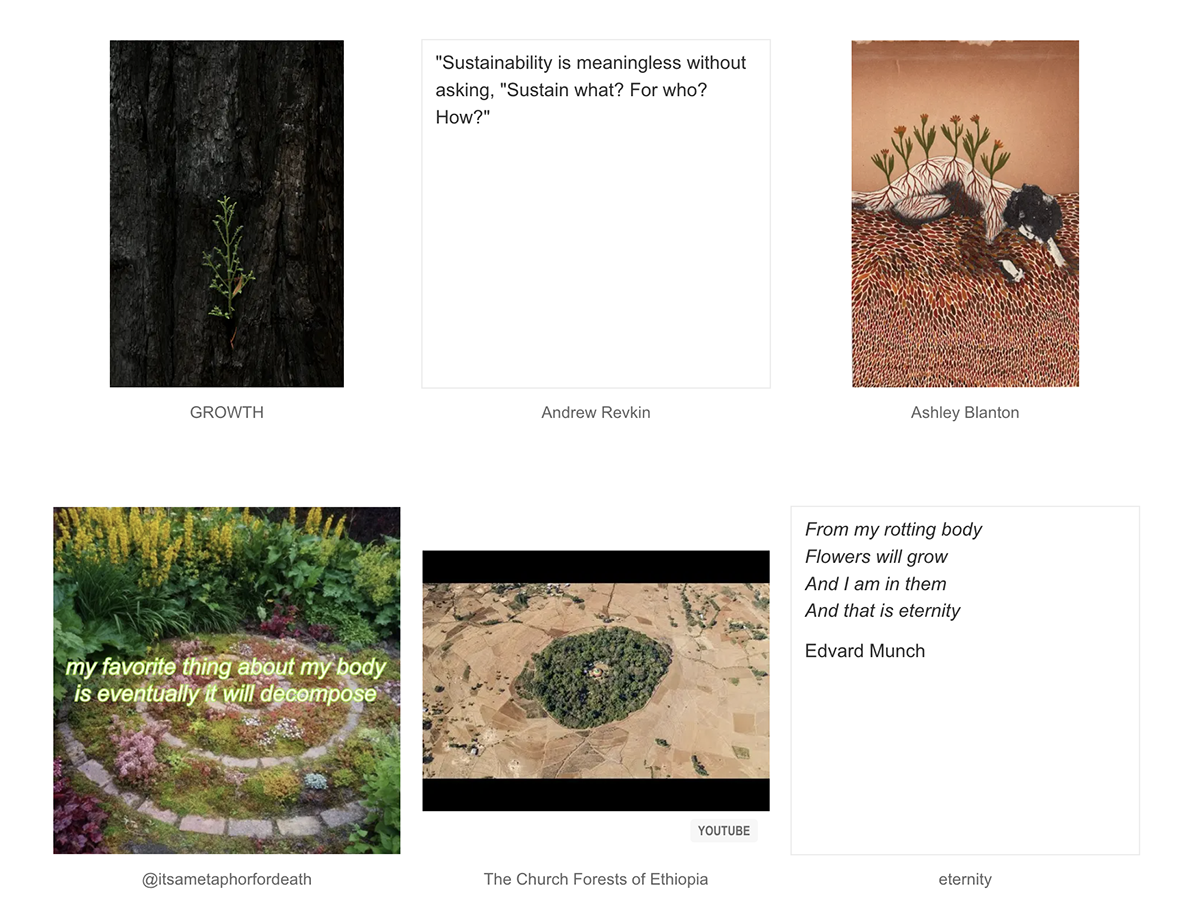 "Sustainability is meaningless without
asking, "Sustain what? For who?
How?"
GROWTH
Andrew Revkin
Ashley Blanton
my favorite thing about my body
is eventually it will decompose
From my rotting body
Flowers will grow
And I am in them
And that is eternity
Edvard Munch
YOUTUBE
@itsametaphorfordeath
The Church Forests of Ethiopia
eternity